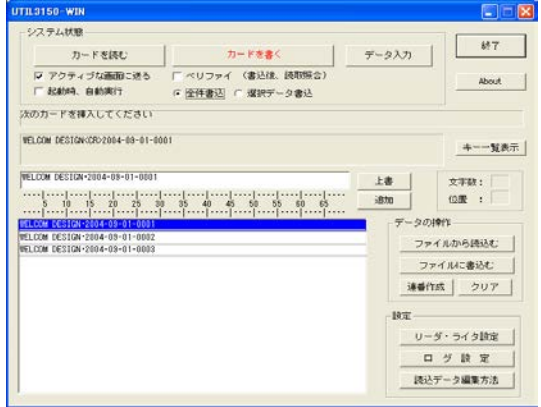 UTIL3150-WIN
システム状態
カードを読む
カードを書く
データ入力
終了
アクティブな画面に送る
ベリファイ (書込後、読取照合)
起動時、自動実行
全件書込
選択データ書込
About
次のカードを挿入してください
WELCOM DESIGN<CR>2004-09-01-0001
キー一覧表示
WELCOM DESIGN・2004-09-01-0001
上書
文字数:
5 10 15 20 25 30 35 40 45 50 55 60 65
追加
位置 :
WELCOM DESIGN・2004-09-01-0001
WELCOM DESIGN・2004-09-01-0002
WELCOM DESIGN・2004-09-01-0003
データの操作
ファイルから読込む
ファイルに書込む
連番作成
クリア
設定
リーダ・ライタ設定
ログ設定
読込データ編集方法